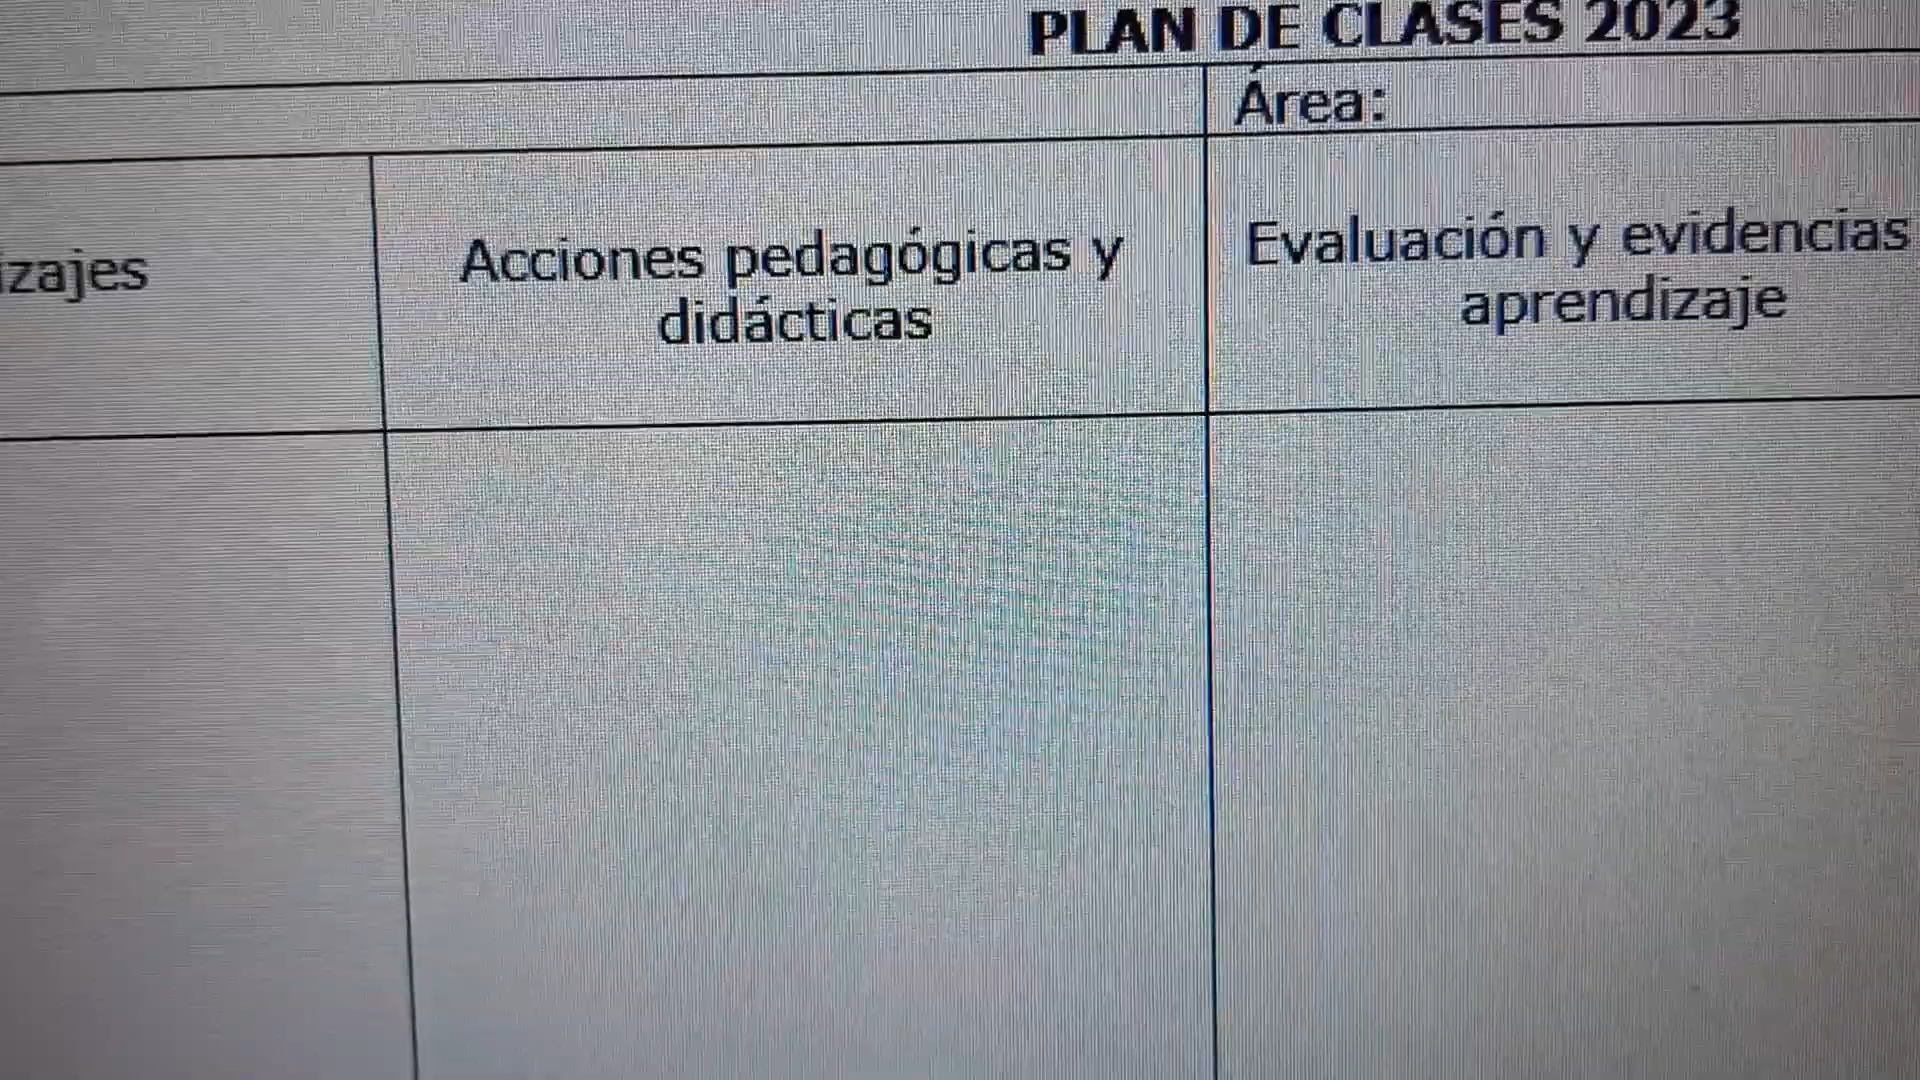 PLAN DE CLASES 2023
Área:
izajes
Acciones pedagógicas y
didácticas
Evaluación y evidencias
aprendizaje